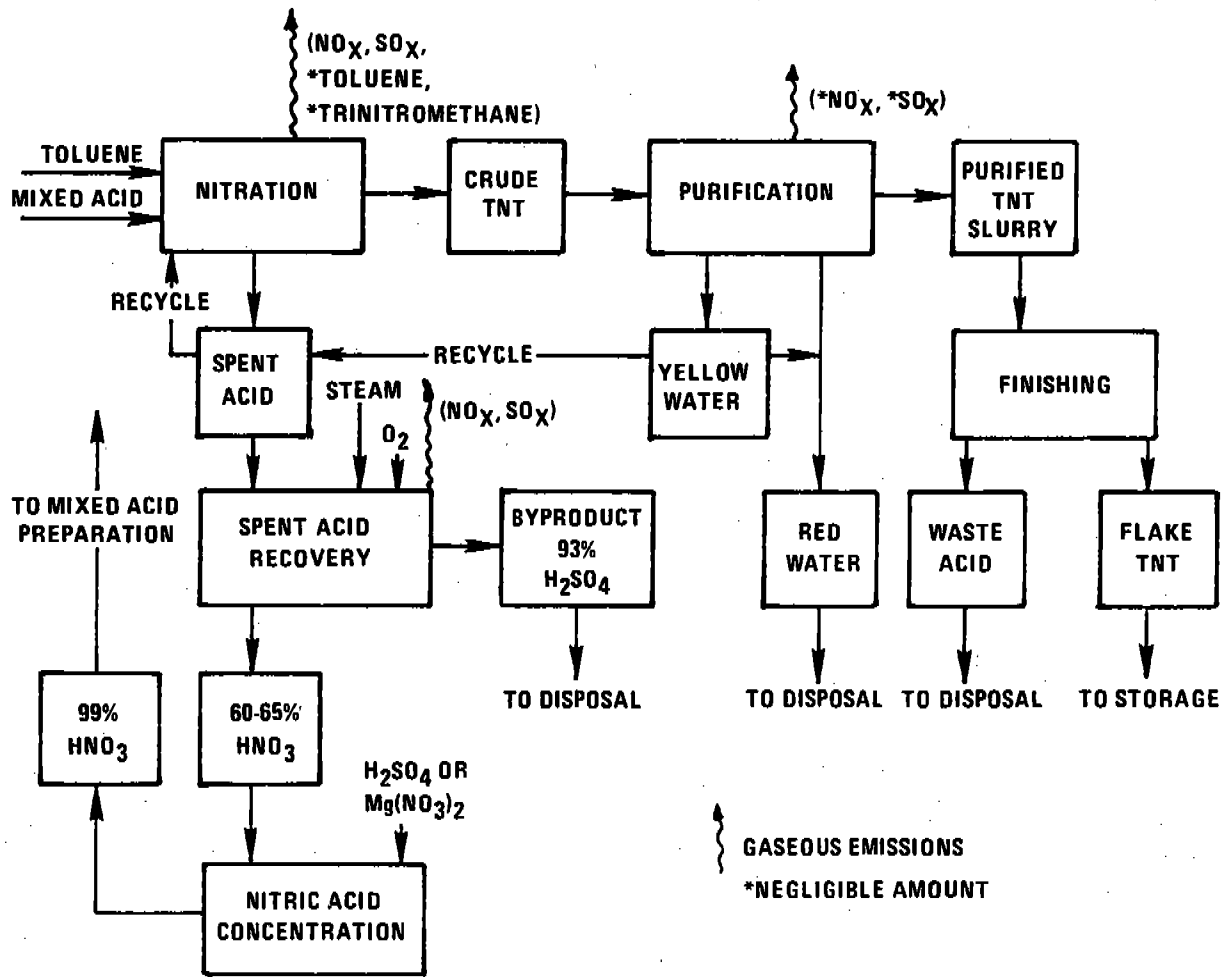 (NOX, SOX,
*TOLUENE,
*TRINITROMETHANE)
(*NOX, *SOX)
TOLUENE
MIXED ACID
NITRATION
CRUDE
TNT
PURIFICATION
PURIFIED
TNT
SLURRY
RECYCLE
SPENT
ACID
RECYCLE
YELLOW
WATER
FINISHING
STEAM
O2
(NOX, SOX)
TO MIXED ACID
PREPARATION
SPENT ACID
RECOVERY
BYPRODUCT
93%
H2SO4
RED
WATER
WASTE
ACID
FLAKE
TNT
TO DISPOSAL
TO DISPOSAL
TO DISPOSAL
TO STORAGE
99%
HNO3
60-65%
HNO3
H2SO4 OR
Mg(NO3)2
NITRIC ACID
CONCENTRATION
GASEOUS EMISSIONS
*NEGLIGIBLE AMOUNT